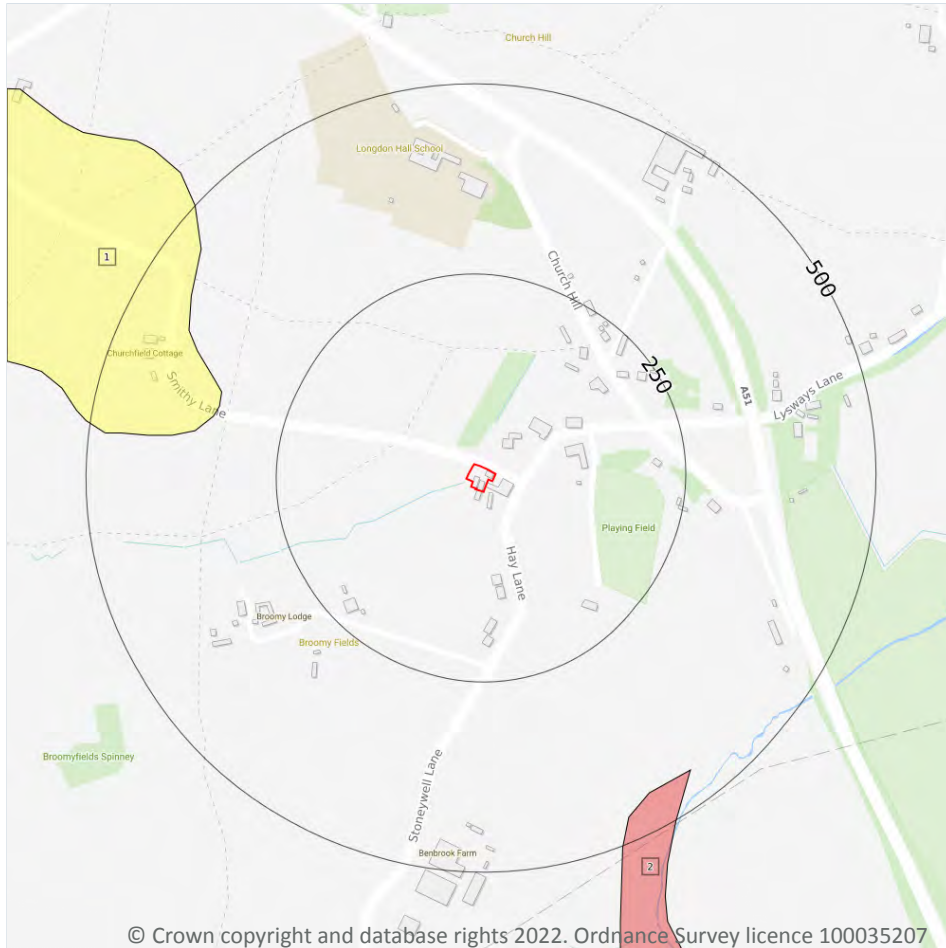 Church Hill
Longdon Hall School
500
1
Church Hill
Churchfield Cottage
250
Smithy Lane
A51
Lysways Lane
Playing Field
Hay Lane
Broomy Lodge
Broomy Fields
Broomyfields Spinney
Stoneywell Lane
Benbrook Farm
2
© Crown copyright and database rights 2022. Ordnance Survey licence 100035207